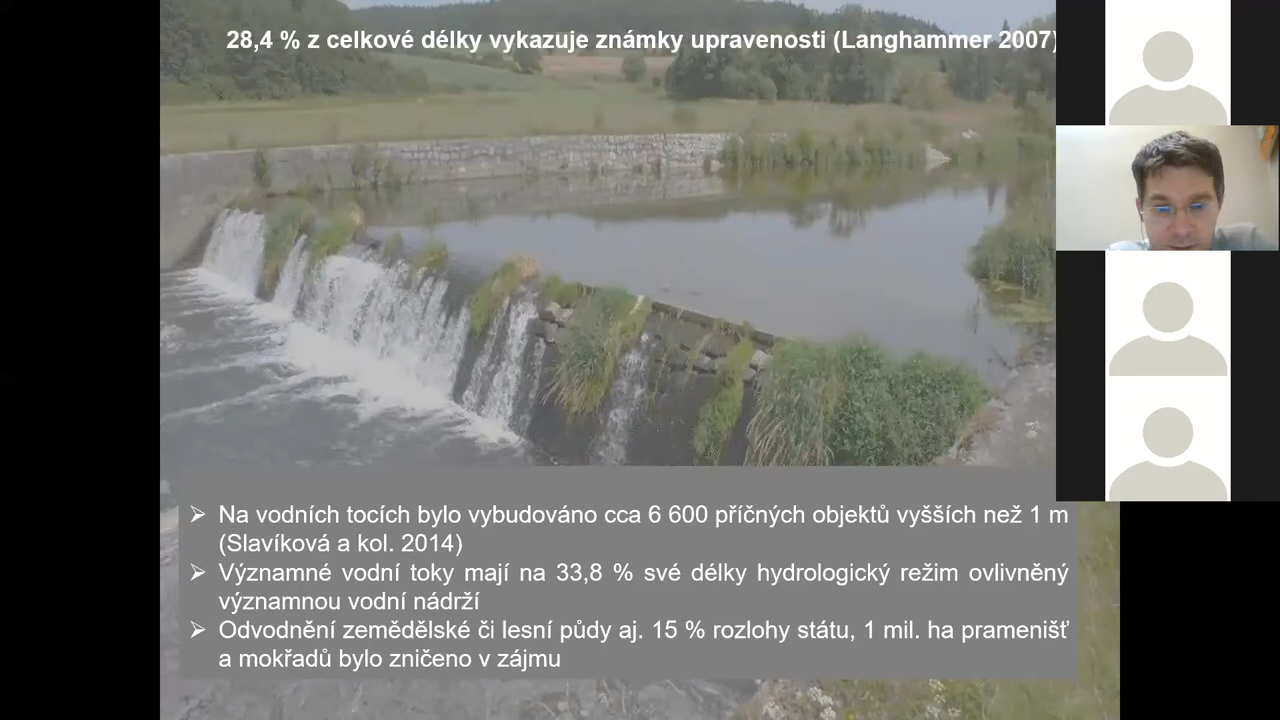 28,4 % z celkové délky vykazuje známky upravenosti (Langhammer 2007)
➢ Na vodních tocích bylo vybudováno cca 6 600 příčných objektů vyšších než 1 m
(Slavíková a kol. 2014)
➢ Významné vodní toky mají na 33,8 % své délky hydrologický režim ovlivněný
významnou vodní nádrží
➢ Odvodnění zemědělské či lesní půdy aj. 15 % rozlohy státu, 1 mil. ha pramenišť
a mokřadů bylo zničeno v zájmu